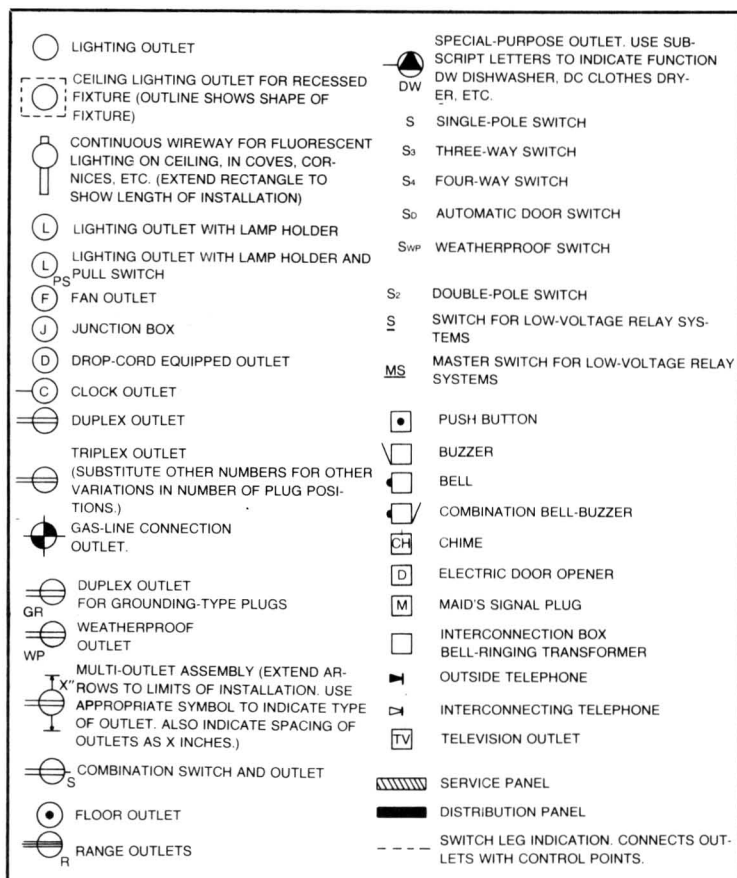 LIGHTING OUTLET
CEILING LIGHTING OUTLET FOR RECESSED
FIXTURE (OUTLINE SHOWS SHAPE OF
FIXTURE)
CONTINUOUS WIREWAY FOR FLUORESCENT
LIGHTING ON CEILING, IN COVES, COR-
NICES, ETC. (EXTEND RECTANGLE TO
SHOW LENGTH OF INSTALLATION)
L LIGHTING OUTLET WITH LAMP HOLDER
L LIGHTING OUTLET WITH LAMP HOLDER AND
PS PULL SWITCH
F FAN OUTLET
J JUNCTION BOX
D DROP-CORD EQUIPPED OUTLET
C CLOCK OUTLET
DUPLEX OUTLET
TRIPLEX OUTLET
(SUBSTITUTE OTHER NUMBERS FOR OTHER
VARIATIONS IN NUMBER OF PLUG POSI-
TIONS.)
GAS-LINE CONNECTION
OUTLET.
DUPLEX OUTLET
GR FOR GROUNDING-TYPE PLUGS
WEATHERPROOF
WP OUTLET
MULTI-OUTLET ASSEMBLY (EXTEND AR-
X" ROWS TO LIMITS OF INSTALLATION. USE
APPROPRIATE SYMBOL TO INDICATE TYPE
OF OUTLET. ALSO INDICATE SPACING OF
OUTLETS AS X INCHES.)
S COMBINATION SWITCH AND OUTLET
FLOOR OUTLET
R RANGE OUTLETS
SPECIAL-PURPOSE OUTLET. USE SUB-
SCRIPT LETTERS TO INDICATE FUNCTION
DW DW DISHWASHER, DC CLOTHES DRY-
ER, ETC.
S SINGLE-POLE SWITCH
S3 THREE-WAY SWITCH
S4 FOUR-WAY SWITCH
SD AUTOMATIC DOOR SWITCH
SWP WEATHERPROOF SWITCH
S2 DOUBLE-POLE SWITCH
S SWITCH FOR LOW-VOLTAGE RELAY SYS-
TEMS
MS MASTER SWITCH FOR LOW-VOLTAGE RELAY
SYSTEMS
PUSH BUTTON
BUZZER
BELL
COMBINATION BELL-BUZZER
CH CHIME
D ELECTRIC DOOR OPENER
M MAID'S SIGNAL PLUG
INTERCONNECTION BOX
BELL-RINGING TRANSFORMER
OUTSIDE TELEPHONE
INTERCONNECTING TELEPHONE
TV TELEVISION OUTLET
SERVICE PANEL
DISTRIBUTION PANEL
SWITCH LEG INDICATION. CONNECTS OUT-
LETS WITH CONTROL POINTS.